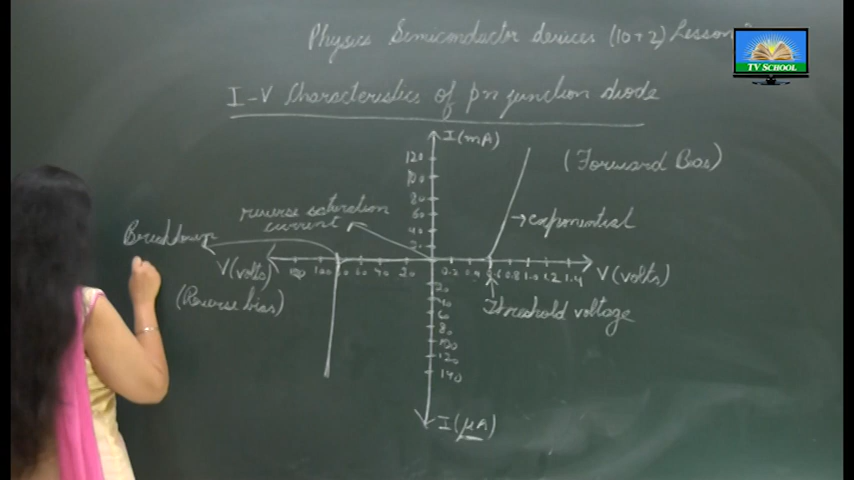 Physics Semiconductor devices (10+2) Lesson
TV SCHOOL
I-V Characteristics of pn junction diode
I (mA)
(Forward Bias)
120
100
80
60
40
20
→ exponential
reverse saturation
current
Breakdown
V (volts)
100 80 60 40 20
0.2 0.4 0.6 0.8 1.0 1.2 1.4
V (volts)
(Reverse bias)
Threshold voltage
20
40
60
80
100
120
140
I (μA)